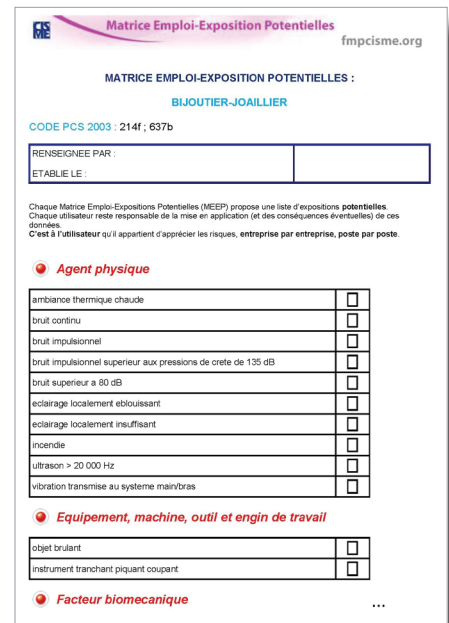 CIS
ME
Matrice Emploi-Exposition Potentielles
fmpcisme.org
MATRICE EMPLOI-EXPOSITION POTENTIELLES :
BIJOUTIER-JOAILLIER
CODE PCS 2003 : 214f ; 637b
RENSEIGNEE PAR :
ETABLIE LE :
Chaque Matrice Emploi-Expositions Potentielles (MEEP) propose une liste d'expositions potentielles.
Chaque utilisateur reste responsable de la mise en application (et des conséquences éventuelles) de ces
données.
C'est à l'utilisateur qu'il appartient d'apprécier les risques, entreprise par entreprise, poste par poste.
Agent physique
ambiance thermique chaude
bruit continu
bruit impulsionnel
bruit impulsionnel superieur aux pressions de crete de 135 dB
bruit superieur a 80 dB
eclairage localement eblouissant
eclairage localement insuffisant
incendie
ultrason > 20 000 Hz
vibration transmise au systeme main/bras
Equipement, machine, outil et engin de travail
objet brulant
instrument tranchant piquant coupant
Facteur biomecanique
...